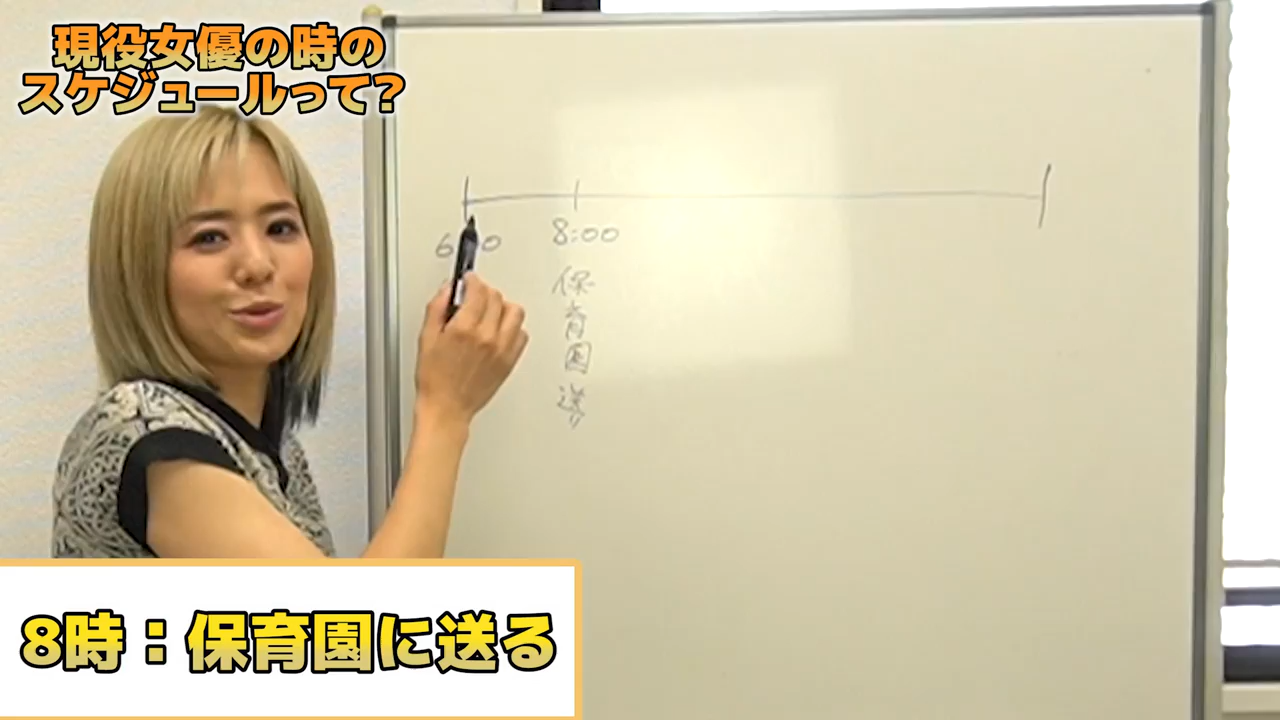 現役女優の時の
スケジュールって?
8:00
保育園送り
8時：保育園に送る